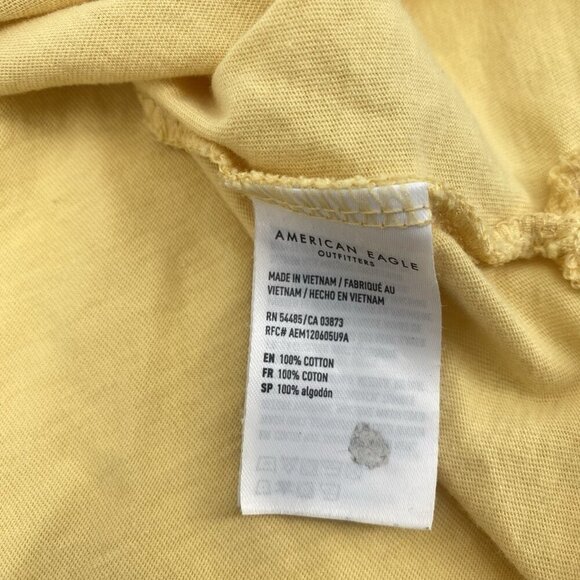 AMERICAN EAGLE
OUTFITTERS
MADE IN VIETNAM / FABRIQUÉ AU
VIETNAM / HECHO EN VIETNAM
RN 54485/CA 03873
RFC# AEM120605U9A
EN 100% COTTON
FR 100% COTON
SP 100% algodón